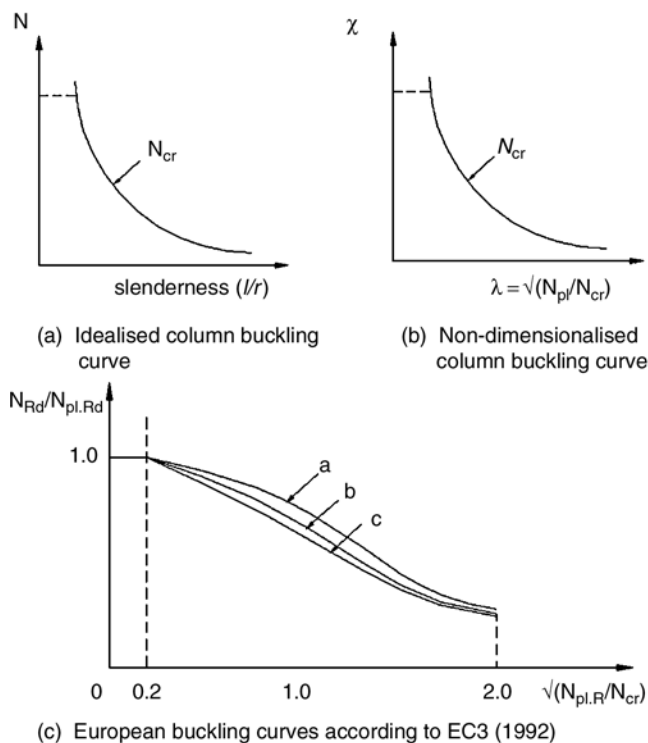 N
N_cr
slenderness (l/r)
(a) Idealised column buckling
curve
χ
N_cr
λ = √(N_pl/N_cr)
(b) Non-dimensionalised
column buckling curve
N_Rd/N_pl.Rd
1.0
a
b
c
0 0.2 1.0 2.0 √(N_pl.R/N_cr)
(c) European buckling curves according to EC3 (1992)